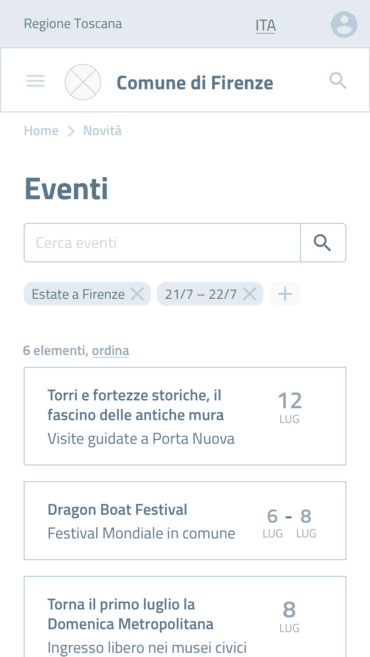 Regione Toscana
ITA
Comune di Firenze
Home
Novità
Eventi
Cerca eventi
Estate a Firenze
21/7 – 22/7
6 elementi, ordina
Torri e fortezze storiche, il
fascino delle antiche mura
Visite guidate a Porta Nuova
12
LUG
Dragon Boat Festival
Festival Mondiale in comune
6 - 8
LUG LUG
Torna il primo luglio la
Domenica Metropolitana
Ingresso libero nei musei civici
8
LUG